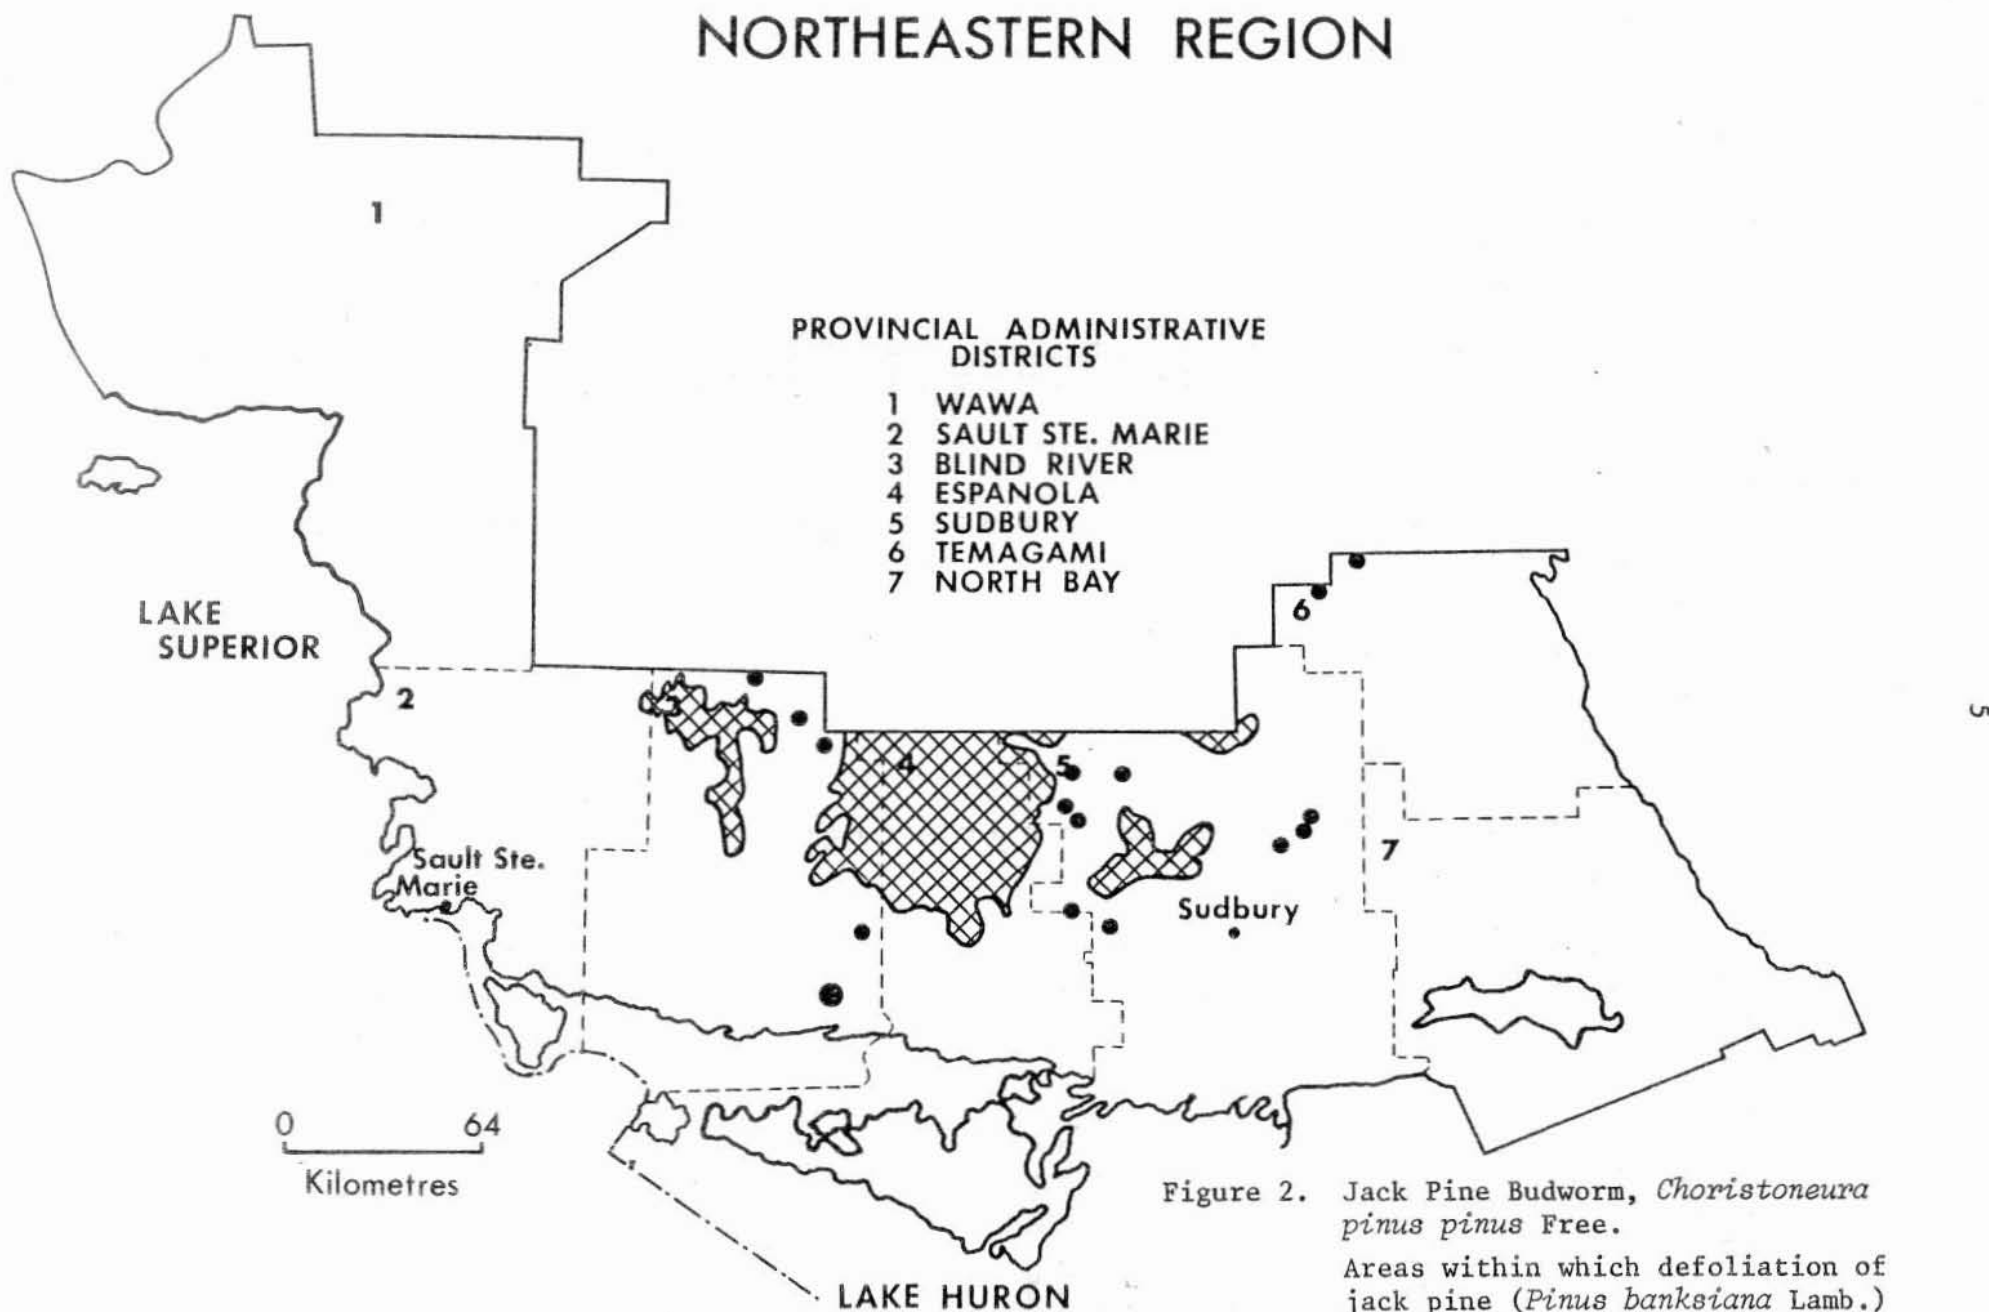 NORTHEASTERN REGION
1
PROVINCIAL ADMINISTRATIVE
DISTRICTS
1 WAWA
2 SAULT STE. MARIE
3 BLIND RIVER
4 ESPANOLA
5 SUDBURY
6 TEMAGAMI
7 NORTH BAY
LAKE
SUPERIOR
6
2
5
4
5
7
Sault Ste.
Marie
Sudbury
0 64
Kilometres
LAKE HURON
Figure 2. Jack Pine Budworm, Choristoneura
pinus pinus Free.
Areas within which defoliation of
jack pine (Pinus banksiana Lamb.)